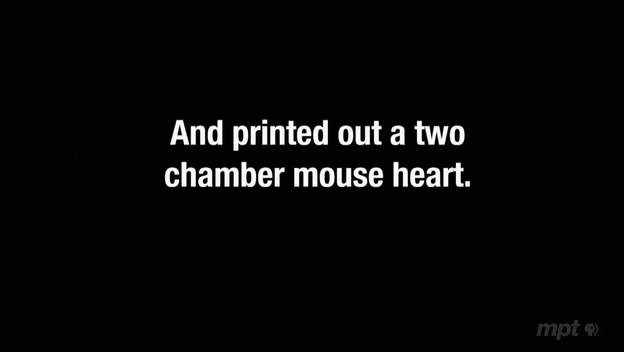 And printed out a two
chamber mouse heart.
mpt